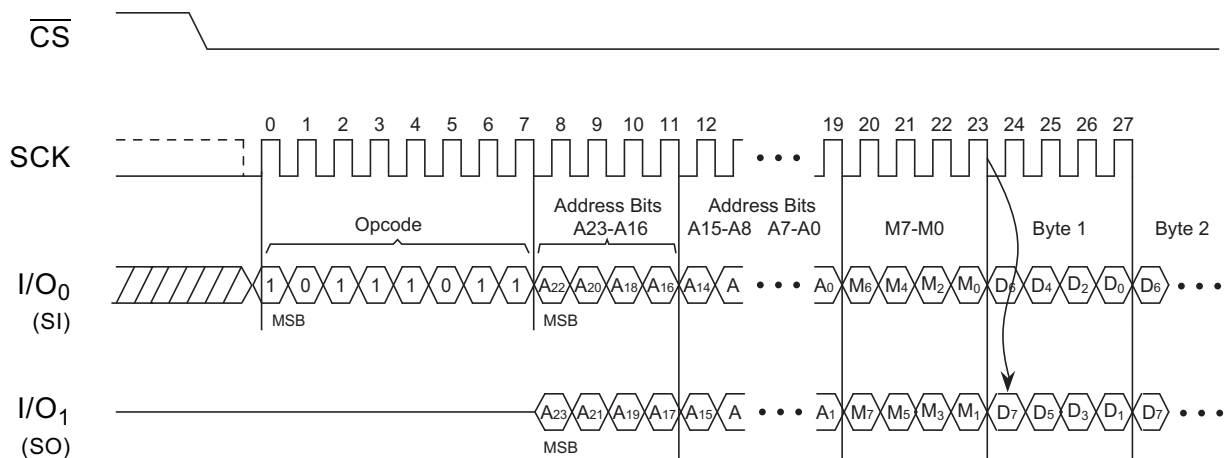 CS
0 1 2 3 4 5 6 7 8 9 10 11 12 19 20 21 22 23 24 25 26 27
SCK
Opcode
Address Bits
A23-A16
Address Bits
A15-A8 A7-A0
M7-M0
Byte 1
Byte 2
I/O0
(SI)
1 0 1 1 1 0 1 1 A22 A20 A18 A16 A14 A A0 M6 M4 M2 M0 D6 D4 D2 D0 D6
MSB MSB
I/O1
(SO)
A23 A21 A19 A17 A15 A A1 M7 M5 M3 M1 D7 D5 D3 D1 D7
MSB